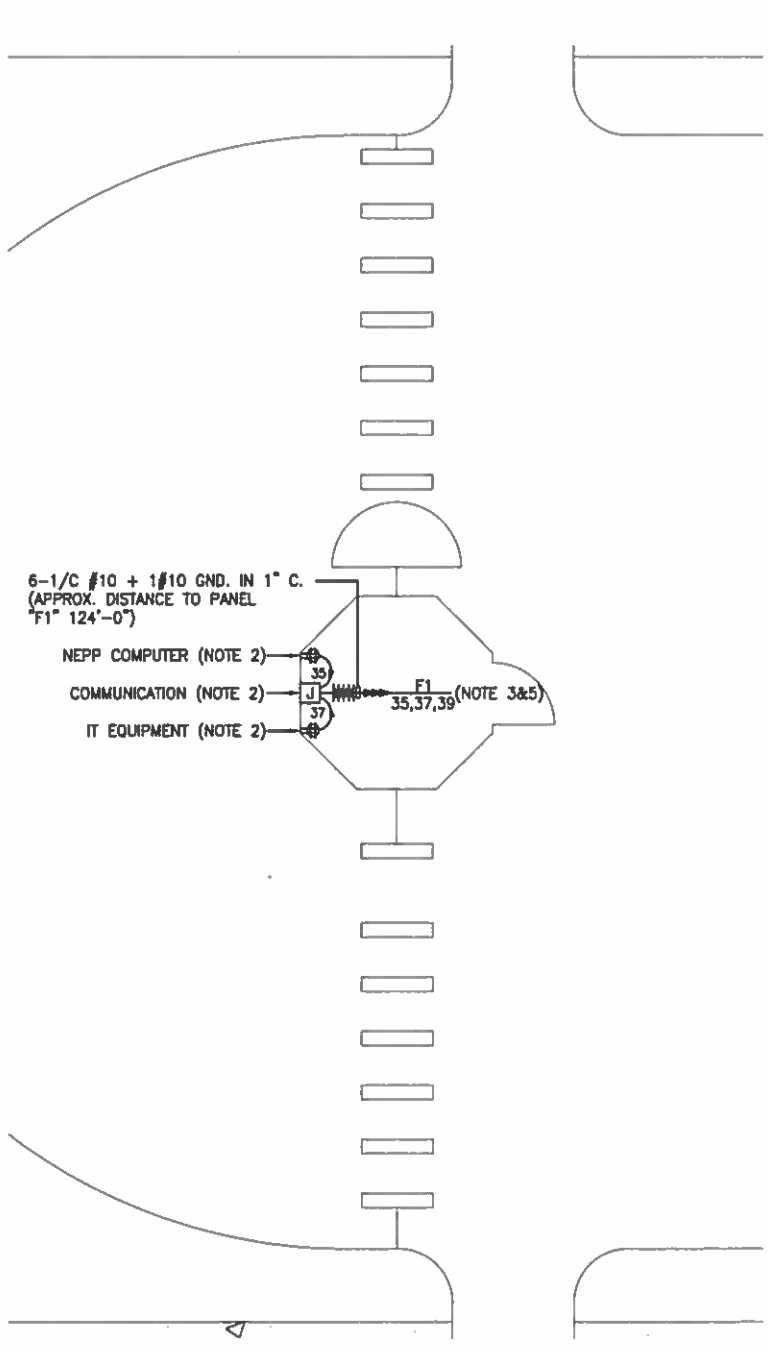 6-1/C #10 + 1#10 GND. IN 1" C.
(APPROX. DISTANCE TO PANEL
"F1" 124'-0")
NEPP COMPUTER (NOTE 2)
35
COMMUNICATION (NOTE 2)
J
F1
35,37,39
(NOTE 3&5)
37
IT EQUIPMENT (NOTE 2)